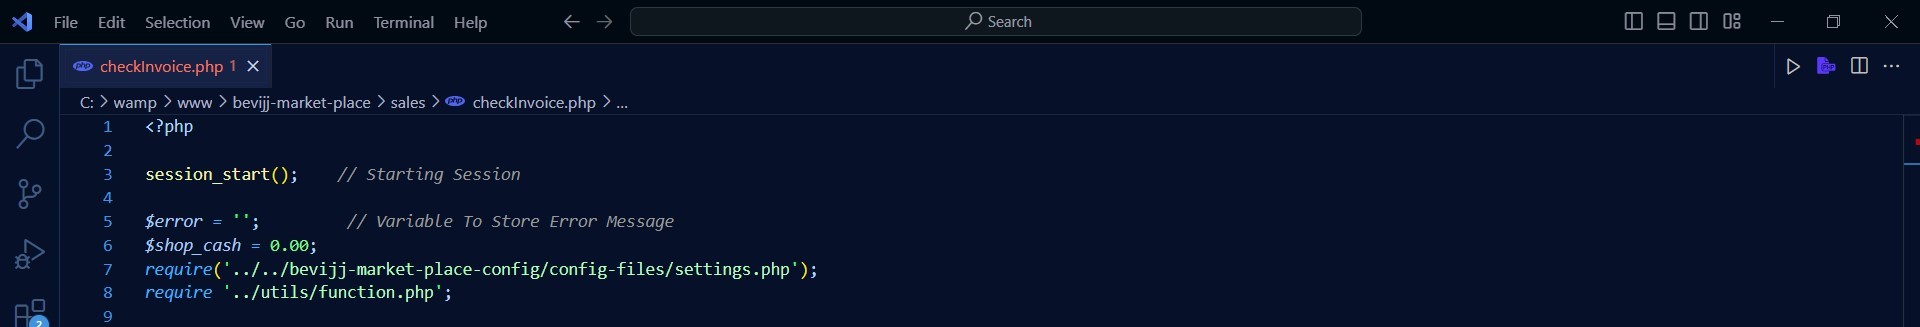 File Edit Selection View Go Run Terminal Help Search
checkInvoice.php 1
C: > wamp > www > bevijj-market-place > sales > php checkInvoice.php > ...
1 <?php
2
3 session_start();    // Starting Session
4
5 $error = '';         // Variable To Store Error Message
6 $shop_cash = 0.00;
7 require('../../bevijj-market-place-config/config-files/settings.php');
8 require '../utils/function.php';
9
2